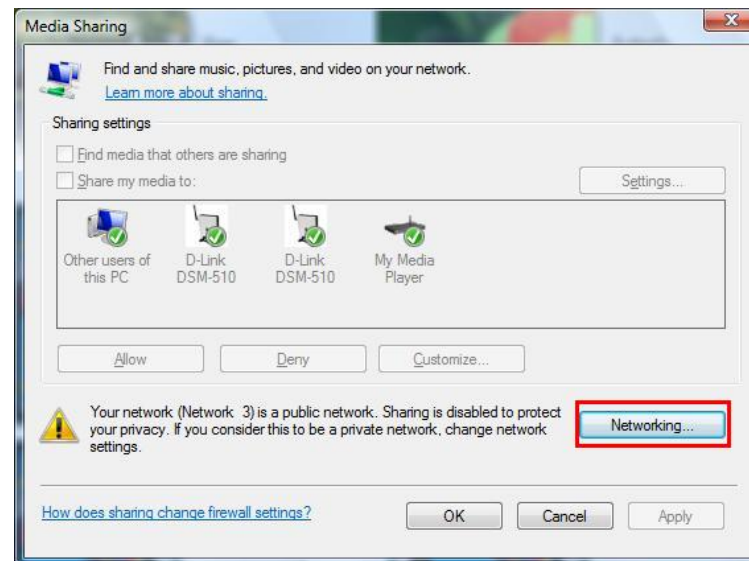 Media Sharing
Find and share music, pictures, and video on your network.
Learn more about sharing.
Sharing settings
Find media that others are sharing
Share my media to:
Settings...
Other users of this PC
D-Link DSM-510
D-Link DSM-510
My Media Player
Allow
Deny
Customize...
Your network (Network 3) is a public network. Sharing is disabled to protect
your privacy. If you consider this to be a private network, change network
settings.
Networking...
How does sharing change firewall settings?
OK
Cancel
Apply